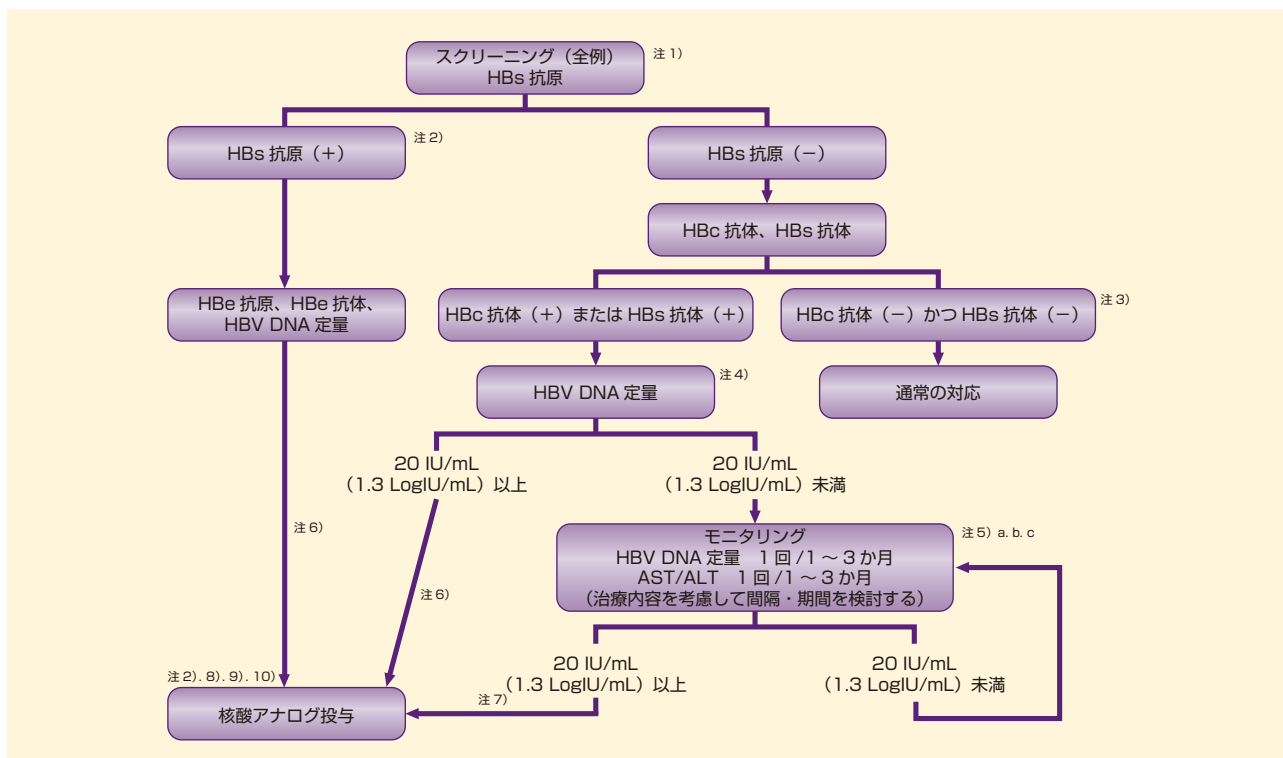 スクリーニング（全例）
HBs 抗原
注 1）
HBs 抗原（＋）
注 2）
HBs 抗原（－）
HBc 抗体、HBs 抗体
HBe 抗原、HBe 抗体、
HBV DNA 定量
HBc 抗体（＋）または HBs 抗体（＋）
HBc 抗体（－）かつ HBs 抗体（－）
注 3）
HBV DNA 定量
注 4）
通常の対応
20 IU/mL
（1.3 LogIU/mL）以上
20 IU/mL
（1.3 LogIU/mL）未満
注 6）
注 6）
モニタリング
HBV DNA 定量　1 回 /1 ～ 3 か月
AST/ALT　1 回 /1 ～ 3 か月
（治療内容を考慮して間隔・期間を検討する）
注 5）a. b. c
20 IU/mL
（1.3 LogIU/mL）以上
20 IU/mL
（1.3 LogIU/mL）未満
注 7）
注 2）. 8）. 9）. 10）
核酸アナログ投与